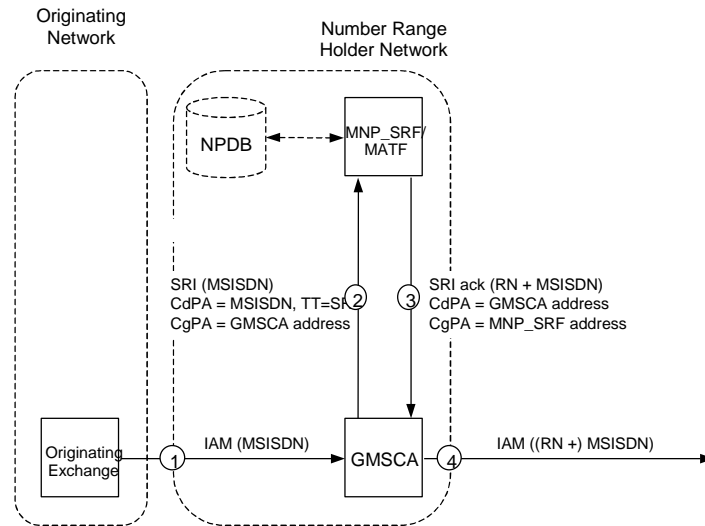 Originating
Network
Number Range
Holder Network
NPDB
MNP_SRF/
MATF
SRI (MSISDN)
CdPA = MSISDN, TT=SRI
CgPA = GMSCA address
2
3
SRI ack (RN + MSISDN)
CdPA = GMSCA address
CgPA = MNP_SRF address
Originating
Exchange
1
IAM (MSISDN)
GMSCA
4
IAM ((RN +) MSISDN)